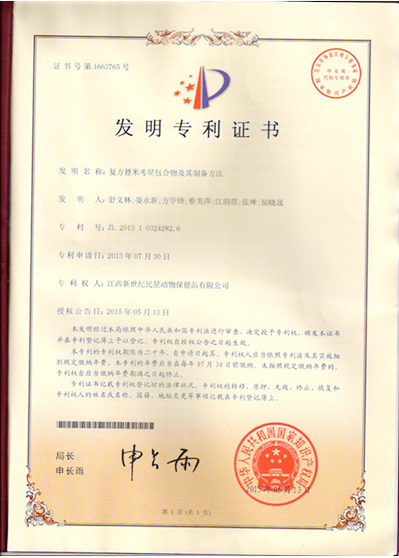 证书号第1663765号
发明专利证书
发 明 名 称：复方替米考星包合物及其制备方法
发 明 人：舒文林;晏永新;方学锋;蔡美萍;江国荣;张坤;屈晓晟
专 利 号：ZL 2013 1 0324282.6
专利申请日：2013年07月30日
专 利 权 人：江西新世纪民星动物保健品有限公司
授权公告日：2015年05月13日
本发明经过本局依照中华人民共和国专利法进行审查，决定授予专利权，颁发本证书
并在专利登记簿上予以登记。专利权自授权公告之日起生效。
本专利的专利权期限为二十年，自申请日起算。专利权人应当依照专利法及其实施细
则规定缴纳年费。本专利的年费应当在每年07月30日前缴纳。未按照规定缴纳年费的，
专利权自应当缴纳年费期满之日起终止。
专利证书记载专利权登记时的法律状况。专利权的转移、质押、无效、终止、恢复和
专利权人的姓名或名称、国籍、地址变更等事项记载在专利登记簿上。
局长
申长雨
申长雨
中华人民共和国国家知识产权局
2015年05月13日
第 1 页 (共 1 页)